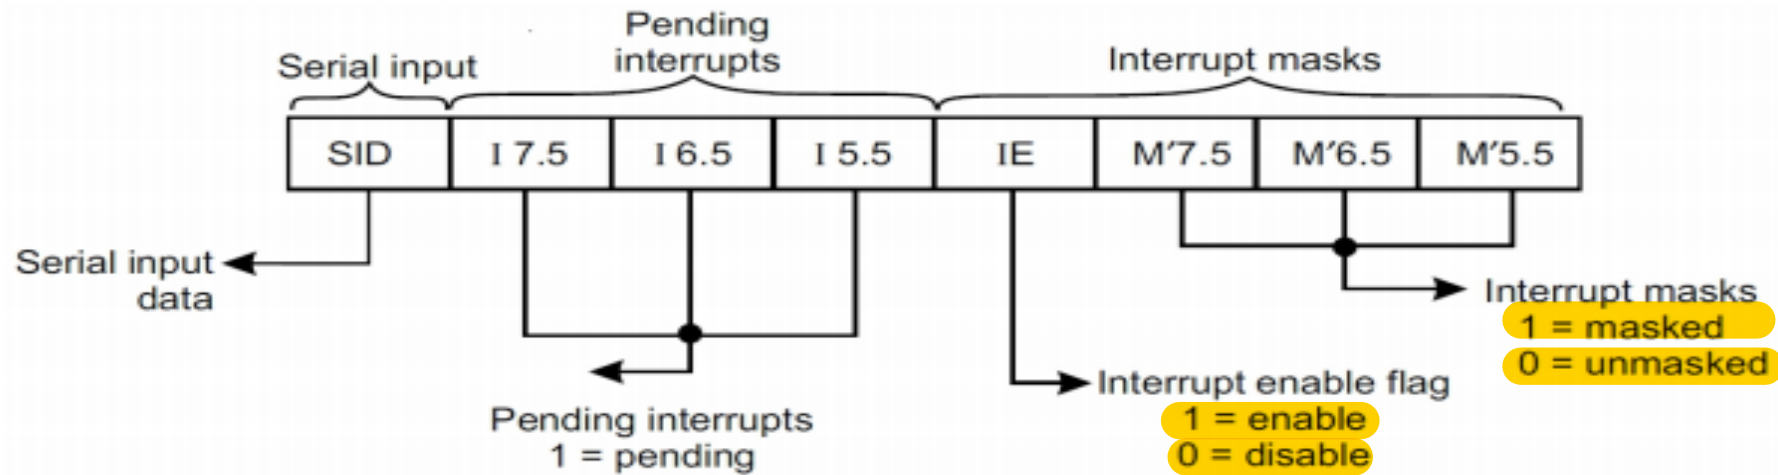 Pending
interrupts
Serial input
Interrupt masks
SID I 7.5 I 6.5 I 5.5 IE M′7.5 M′6.5 M′5.5
Serial input
data
Interrupt masks
1 = masked
0 = unmasked
Interrupt enable flag
1 = enable
0 = disable
Pending interrupts
1 = pending